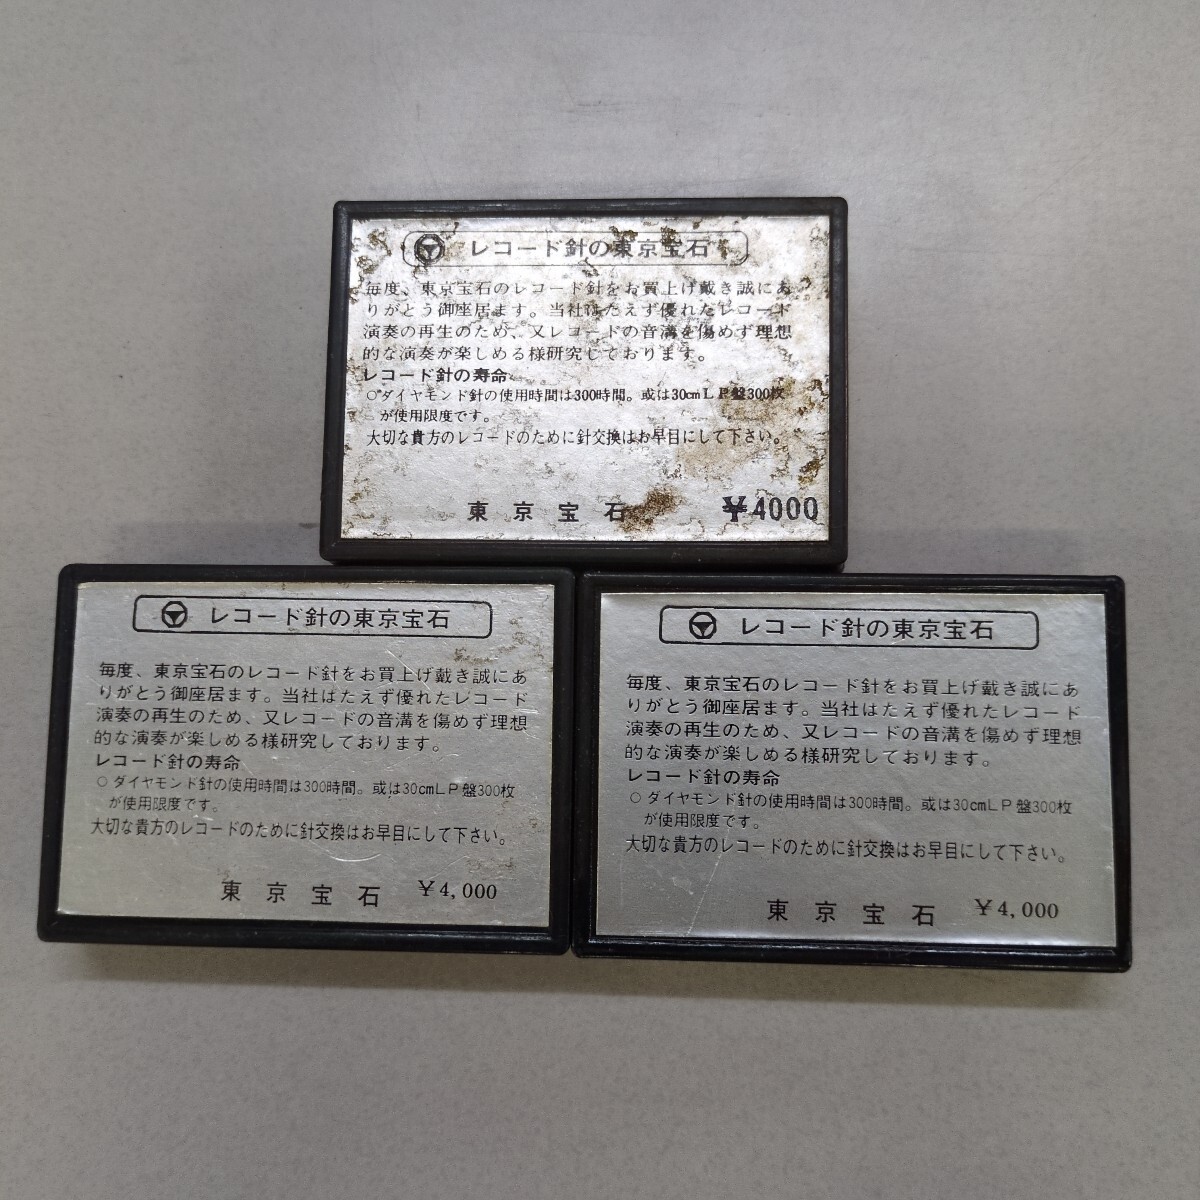 レコード針の東京宝石
毎度、東京宝石のレコード針をお買上げ戴き誠にあ
りがとう御座居ます。当社はたえず優れたレコード
演奏の再生のため、又レコードの音溝を傷めず理想
的な演奏が楽しめる様研究しております。
レコード針の寿命
○ダイヤモンド針の使用時間は300時間。或は30cmLP盤300枚
が使用限度です。
大切な貴方のレコードのために針交換はお早目にして下さい。
東京宝石 ¥4000
レコード針の東京宝石
毎度、東京宝石のレコード針をお買上げ戴き誠にあ
りがとう御座居ます。当社はたえず優れたレコード
演奏の再生のため、又レコードの音溝を傷めず理想
的な演奏が楽しめる様研究しております。
レコード針の寿命
○ダイヤモンド針の使用時間は300時間。或は30cmLP盤300枚
が使用限度です。
大切な貴方のレコードのために針交換はお早目にして下さい。
東京宝石 ¥4,000
レコード針の東京宝石
毎度、東京宝石のレコード針をお買上げ戴き誠にあ
りがとう御座居ます。当社はたえず優れたレコード
演奏の再生のため、又レコードの音溝を傷めず理想
的な演奏が楽しめる様研究しております。
レコード針の寿命
○ダイヤモンド針の使用時間は300時間。或は30cmLP盤300枚
が使用限度です。
大切な貴方のレコードのために針交換はお早目にして下さい。
東京宝石 ¥4,000